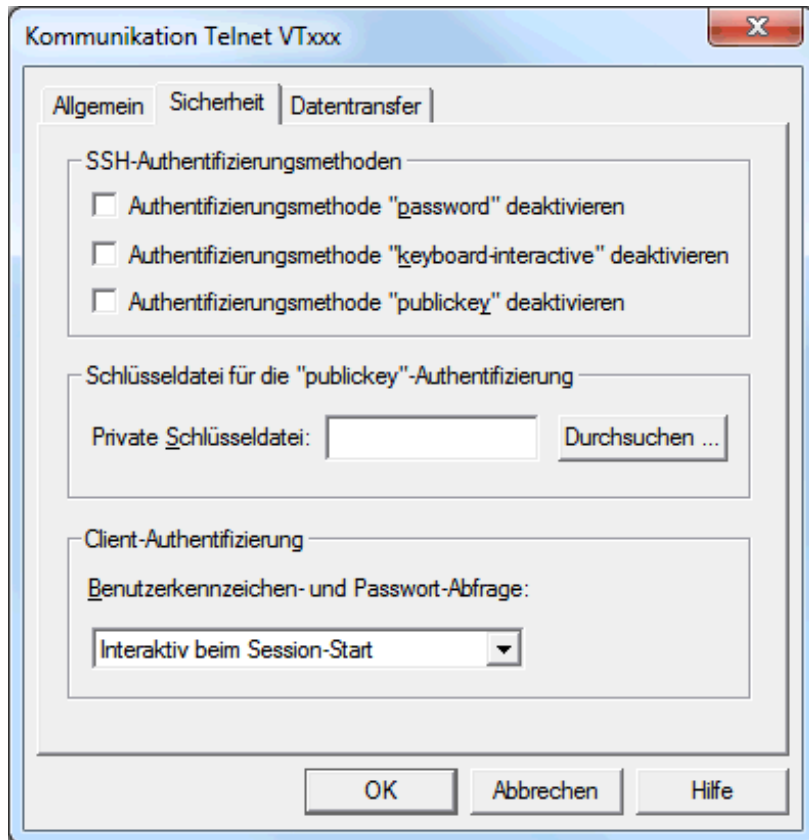 Kommunikation Telnet VTxxx
Allgemein Sicherheit Datentransfer
SSH-Authentifizierungsmethoden
Authentifizierungsmethode "password" deaktivieren
Authentifizierungsmethode "keyboard-interactive" deaktivieren
Authentifizierungsmethode "publickey" deaktivieren
Schlüsseldatei für die "publickey"-Authentifizierung
Private Schlüsseldatei: Durchsuchen ...
Client-Authentifizierung
Benutzerkennzeichen- und Passwort-Abfrage:
Interaktiv beim Session-Start
OK Abbrechen Hilfe